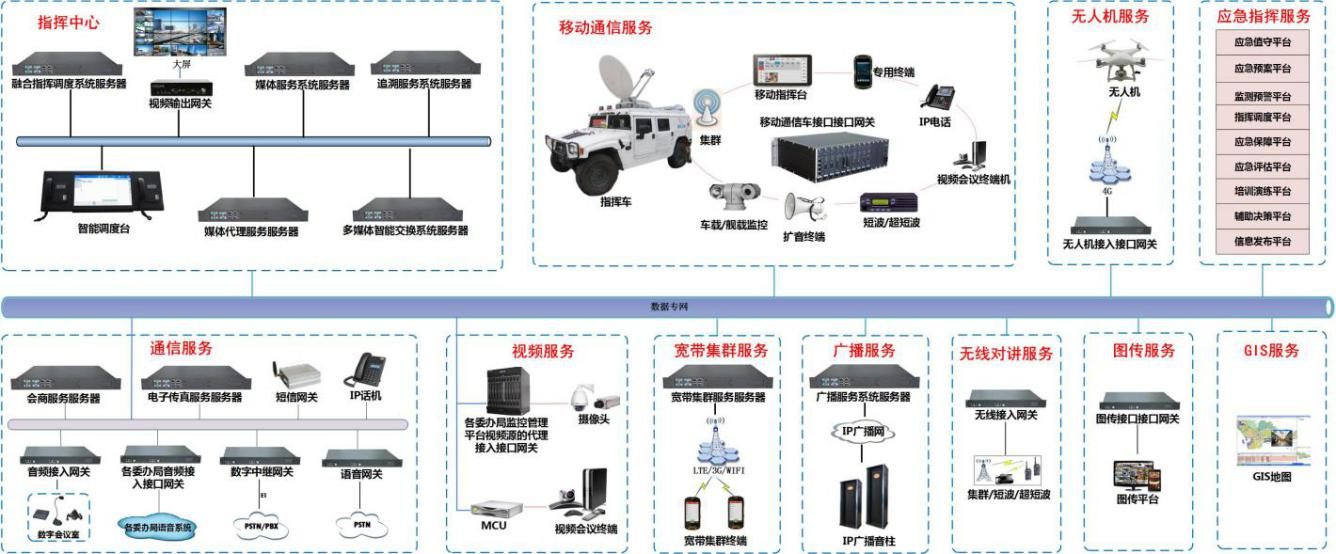 指挥中心
大屏
融合指挥调度系统服务器
视频输出网关
媒体服务系统服务器
追溯服务系统服务器
智能调度台
媒体代理服务服务器
多媒体智能交换系统服务器
移动通信服务
指挥车
集群
移动指挥台
专用终端
IP电话
移动通信车接口接口网关
视频会议终端机
车载/舰载监控
扩音终端
短波/超短波
无人机服务
无人机
4G
无人机接入接口网关
应急指挥服务
应急值守平台
应急预案平台
监测预警平台
指挥调度平台
应急保障平台
应急评估平台
培训演练平台
辅助决策平台
信息发布平台
数据专网
通信服务
会商服务服务器
电子传真服务服务器
短信网关
IP话机
音频接入网关
各委办局音频接
入接口网关
数字中继网关
语音网关
数字会议室
各委办局语音系统
E1
PSTN/PBX
PSTN
视频服务
各委办局监控管理
平台视频源的代理
接入接口网关
摄像头
MCU
视频会议终端
宽带集群服务
宽带集群服务服务器
LTE/3G/WIFI
宽带集群终端
广播服务
广播服务系统服务器
IP广播网
IP广播音柱
无线对讲服务
无线接入网关
集群/短波/超短波
图传服务
图传接口接口网关
图传平台
GIS服务
GIS地图